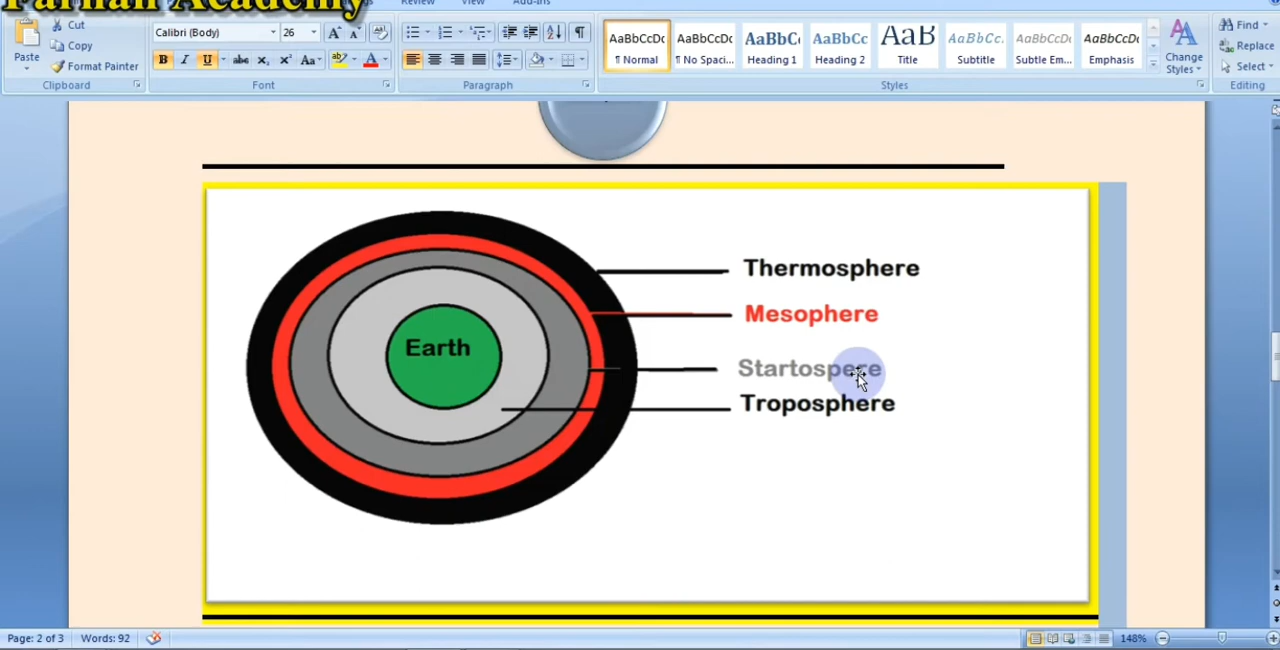 Farhan Academy
Review View Add-Ins
Cut
Copy
Format Painter
Paste
Clipboard
Calibri (Body) 26
Font
Paragraph
AaBbCcDc AaBbCcDc AaBbC AaBbCc AaB AaBbCc. AaBbCcDc AaBbCcDc
¶ Normal ¶ No Spaci... Heading 1 Heading 2 Title Subtitle Subtle Em... Emphasis
Styles
Change Styles
Find
Replace
Select
Editing
Thermosphere
Mesophere
Startospere
Troposphere
Earth
Page: 2 of 3 Words: 92
148%